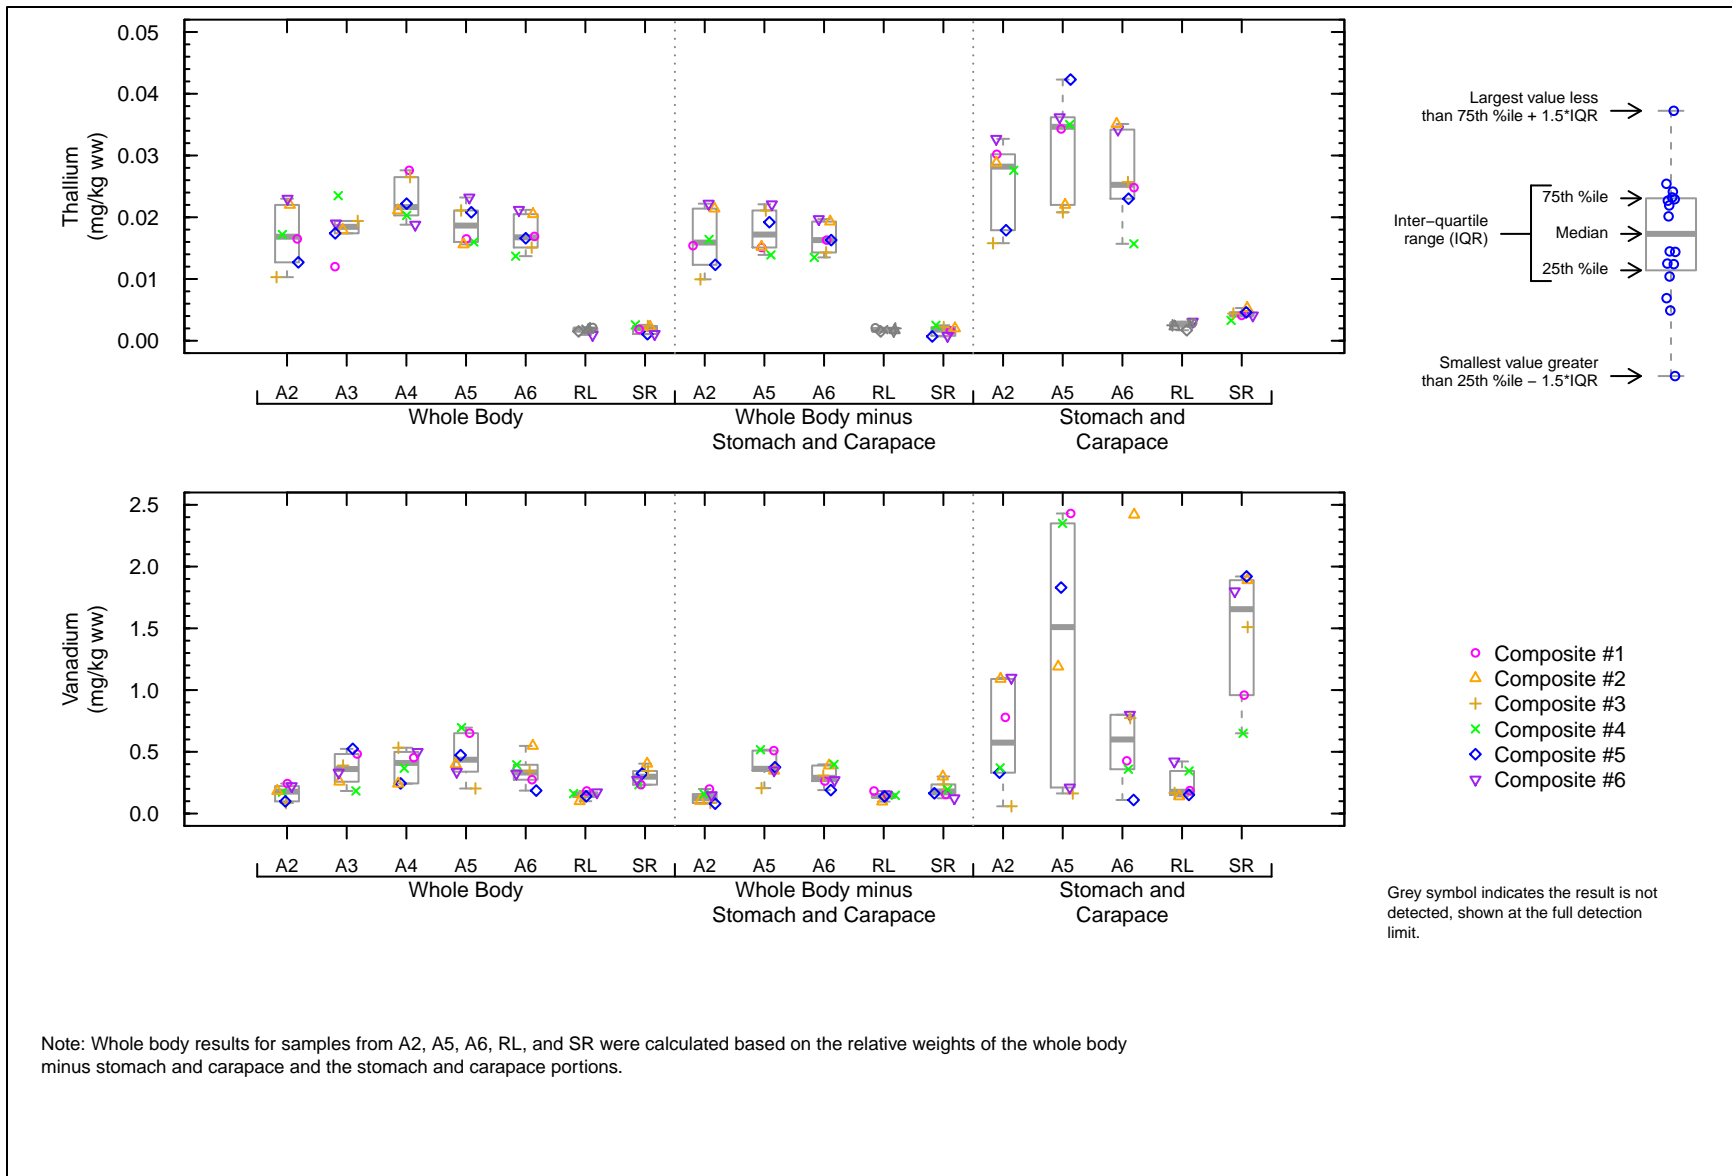 0.05
0.04
0.03
0.02
0.01
0.00
Thallium
(mg/kg ww)
A2 A3 A4 A5 A6 RL SR A2 A5 A6 RL SR A2 A5 A6 RL SR
Whole Body
Whole Body minus
Stomach and Carapace
Stomach and
Carapace
Largest value less
than 75th %ile + 1.5*IQR
75th %ile
Inter−quartile
range (IQR)
Median
25th %ile
Smallest value greater
than 25th %ile − 1.5*IQR
2.5
2.0
1.5
1.0
0.5
0.0
Vanadium
(mg/kg ww)
A2 A3 A4 A5 A6 RL SR A2 A5 A6 RL SR A2 A5 A6 RL SR
Whole Body
Whole Body minus
Stomach and Carapace
Stomach and
Carapace
Composite #1
Composite #2
Composite #3
Composite #4
Composite #5
Composite #6
Grey symbol indicates the result is not
detected, shown at the full detection
limit.
Note: Whole body results for samples from A2, A5, A6, RL, and SR were calculated based on the relative weights of the whole body
minus stomach and carapace and the stomach and carapace portions.